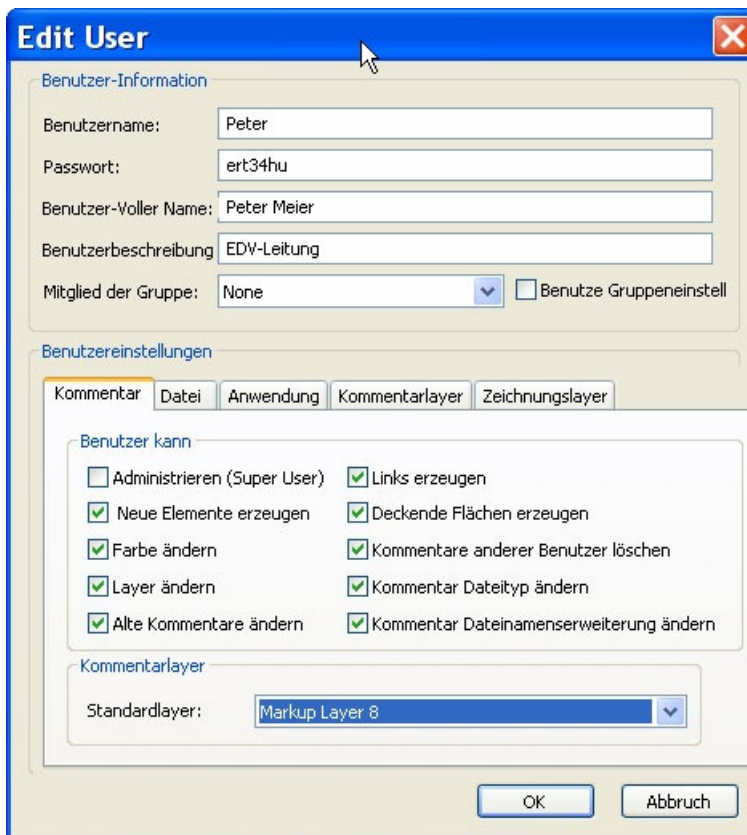 Edit User
Benutzer-Information
Benutzername: Peter
Passwort: ert34hu
Benutzer-Voller Name: Peter Meier
Benutzerbeschreibung EDV-Leitung
Mitglied der Gruppe: None Benutze Gruppeneinstell
Benutzereinstellungen
Kommentar Datei Anwendung Kommentarlayer Zeichnungslayer
Benutzer kann
Administrieren (Super User) Links erzeugen
Neue Elemente erzeugen Deckende Flächen erzeugen
Farbe ändern Kommentare anderer Benutzer löschen
Layer ändern Kommentar Dateityp ändern
Alte Kommentare ändern Kommentar Dateinamenserweiterung ändern
Kommentarlayer
Standardlayer: Markup Layer 8
OK Abbruch